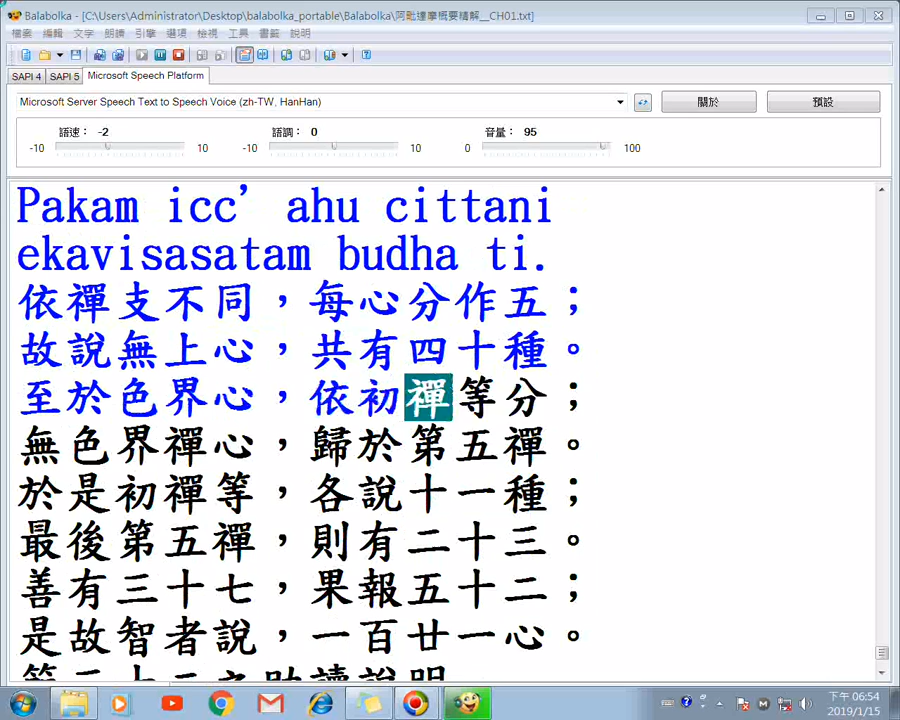 Balabolka - [C:\Users\Administrator\Desktop\balabolka_portable\Balabolka\阿毗達摩概要精解__CH01.txt]
檔案 編輯 文字 朗讀 引擎 選項 檢視 工具 書籤 說明
SAPI 4 SAPI 5 Microsoft Speech Platform
Microsoft Server Speech Text to Speech Voice (zh-TW, HanHan)
關於 預設
語速： -2 語調： 0 音量： 95
-10 10 -10 10 0 100
Pakam icc’ ahu cittani
ekavisasatam budha ti.
依禪支不同，每心分作五；
故說無上心，共有四十種。
至於色界心，依初禪等分；
無色界禪心，歸於第五禪。
於是初禪等，各說十一種；
最後第五禪，則有二十三。
善有三十七，果報五十二；
是故智者說，一百廿一心。
下午 06:54
2019/1/15